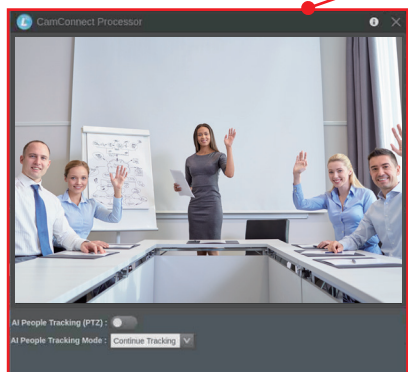 CamConnect Processor
AI People Tracking (PTZ) :
AI People Tracking Mode : Continue Tracking